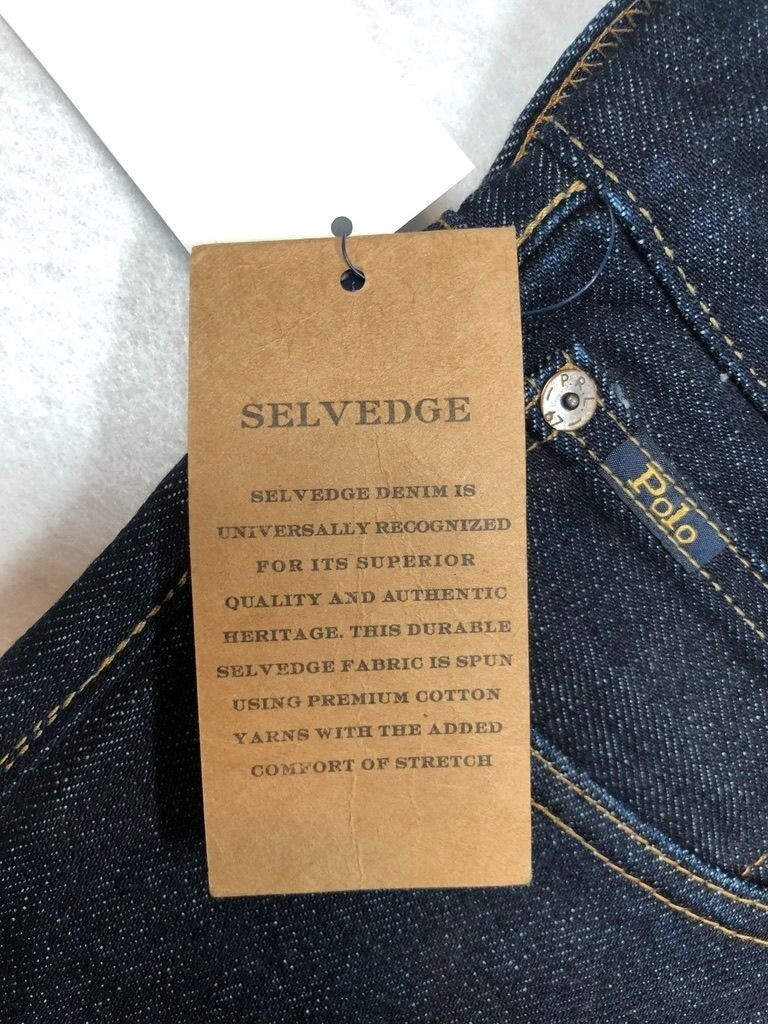 SELVEDGE
SELVEDGE DENIM IS
UNIVERSALLY RECOGNIZED
FOR ITS SUPERIOR
QUALITY AND AUTHENTIC
HERITAGE. THIS DURABLE
SELVEDGE FABRIC IS SPUN
USING PREMIUM COTTON
YARNS WITH THE ADDED
COMFORT OF STRETCH
P.R.L
67
Polo